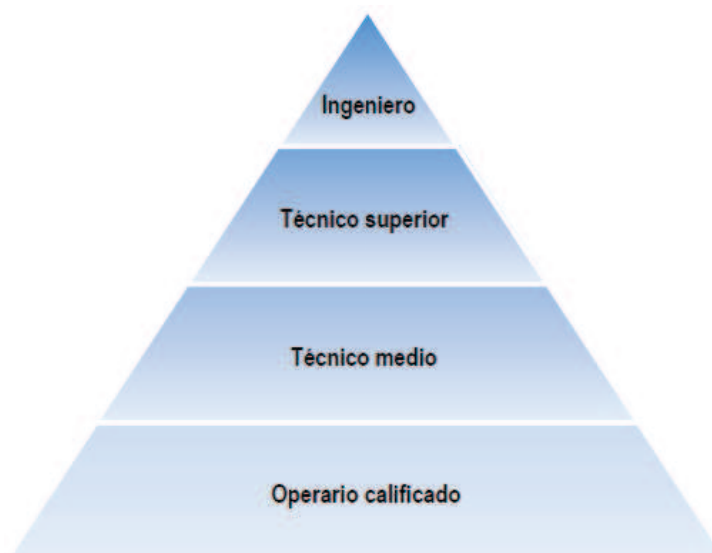 Ingeniero
Técnico superior
Técnico medio
Operario calificado